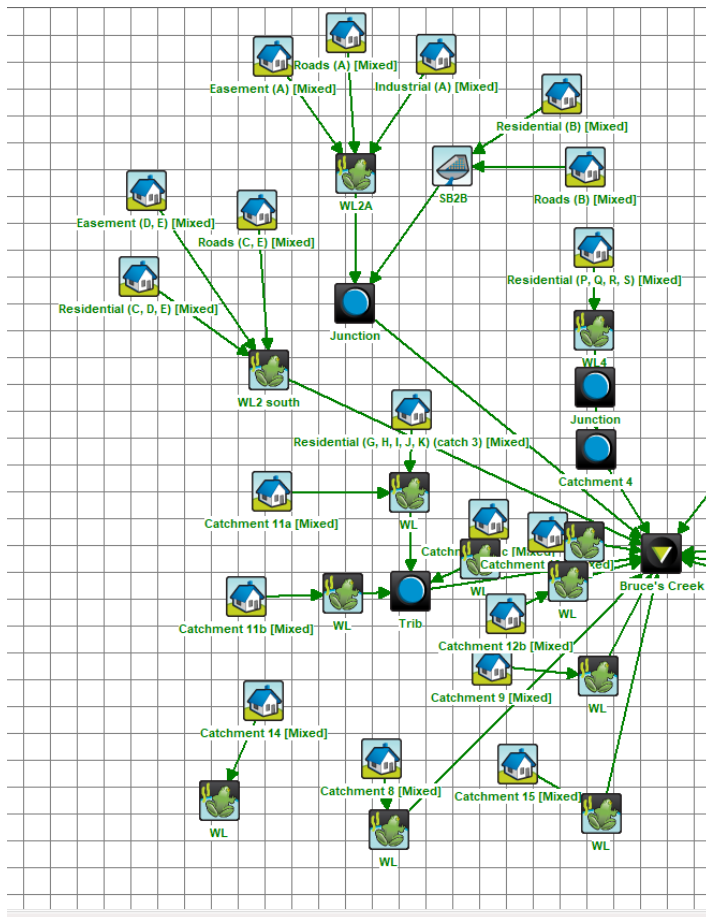 Roads (A) [Mixed]
Easement (A) [Mixed]
Industrial (A) [Mixed]
Residential (B) [Mixed]
WL2A
SB2B
Roads (B) [Mixed]
Easement (D, E) [Mixed]
Roads (C, E) [Mixed]
Residential (P, Q, R, S) [Mixed]
Residential (C, D, E) [Mixed]
Junction
WL4
WL2 south
Junction
Residential (G, H, I, J, K) (catch 3) [Mixed]
Catchment 4
Catchment 11a [Mixed]
WL
Catchment
WL
Bruce's Creek
Catchment 11b [Mixed]
WL
Trib
WL
Catchment 12b [Mixed]
Catchment 9 [Mixed]
WL
Catchment 14 [Mixed]
Catchment 8 [Mixed]
Catchment 15 [Mixed]
WL
WL
WL